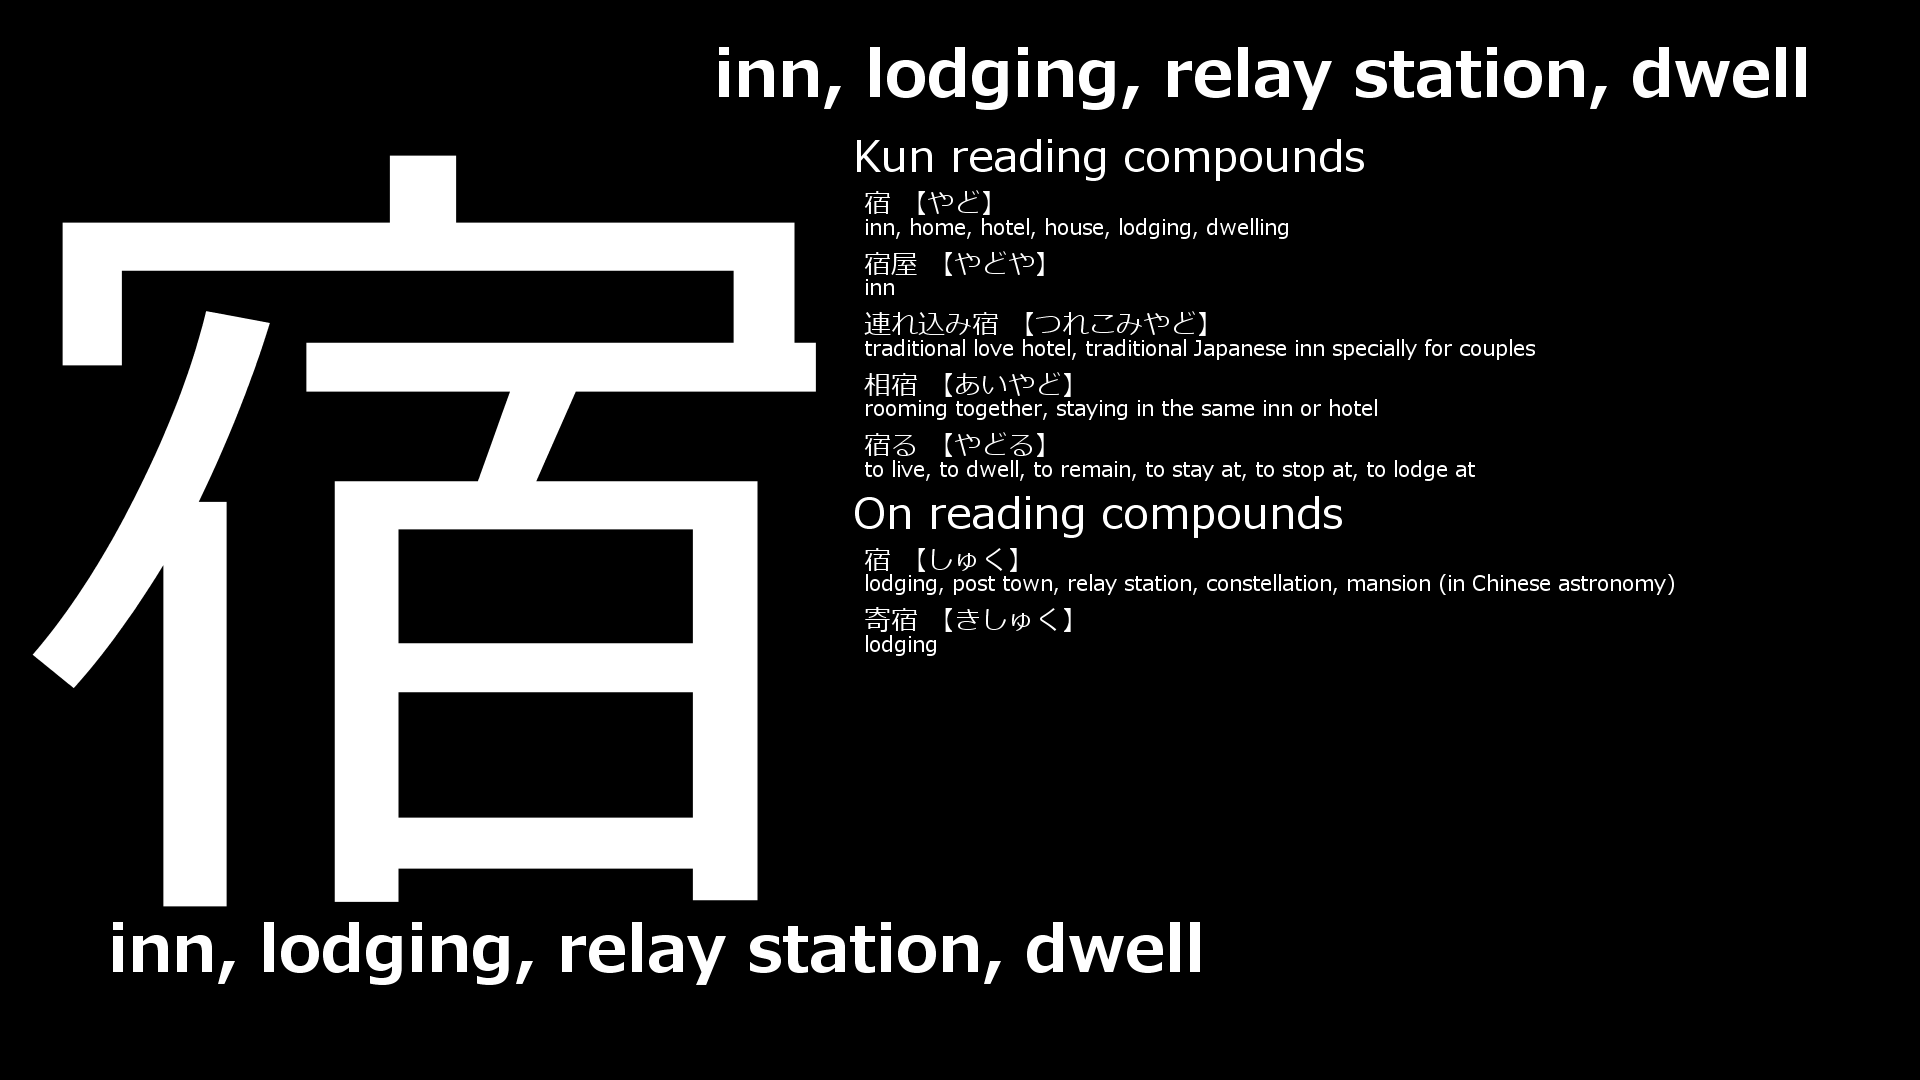 inn, lodging, relay station, dwell
宿
Kun reading compounds
宿 【やど】
inn, home, hotel, house, lodging, dwelling
宿屋 【やどや】
inn
連れ込み宿 【つれこみやど】
traditional love hotel, traditional Japanese inn specially for couples
相宿 【あいやど】
rooming together, staying in the same inn or hotel
宿る 【やどる】
to live, to dwell, to remain, to stay at, to stop at, to lodge at
On reading compounds
宿 【しゅく】
lodging, post town, relay station, constellation, mansion (in Chinese astronomy)
寄宿 【きしゅく】
lodging
inn, lodging, relay station, dwell